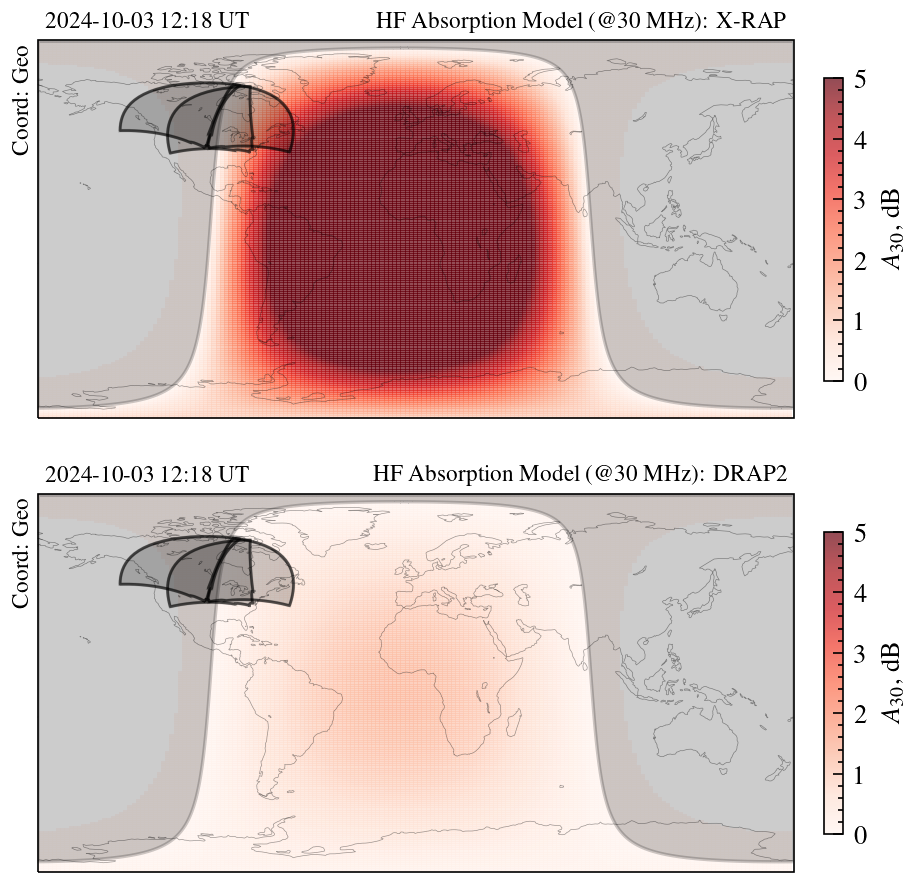 2024-10-03 12:18 UT HF Absorption Model (@30 MHz): X-RAP
Coord: Geo
5
4
3
2
1
0
A30, dB
2024-10-03 12:18 UT HF Absorption Model (@30 MHz): DRAP2
Coord: Geo
5
4
3
2
1
0
A30, dB